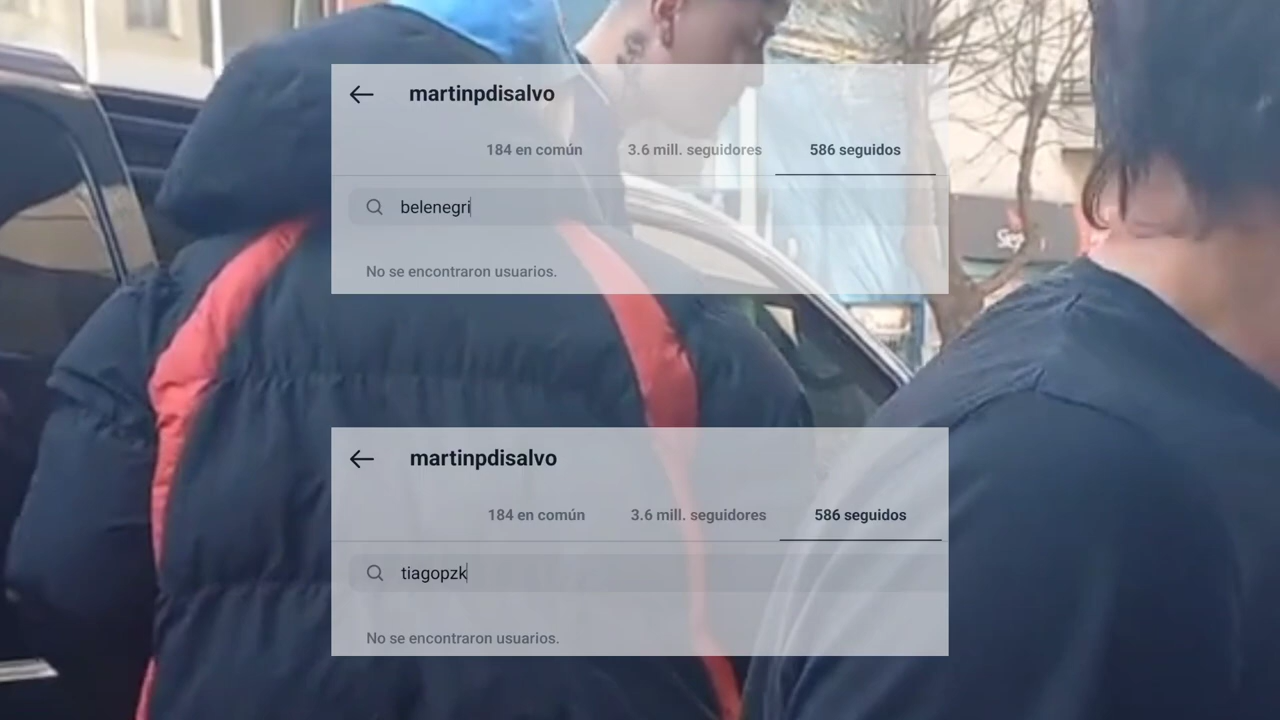 martinpdisalvo
184 en común 3.6 mill. seguidores 586 seguidos
belenegri
No se encontraron usuarios.
martinpdisalvo
184 en común 3.6 mill. seguidores 586 seguidos
tiagopzk
No se encontraron usuarios.